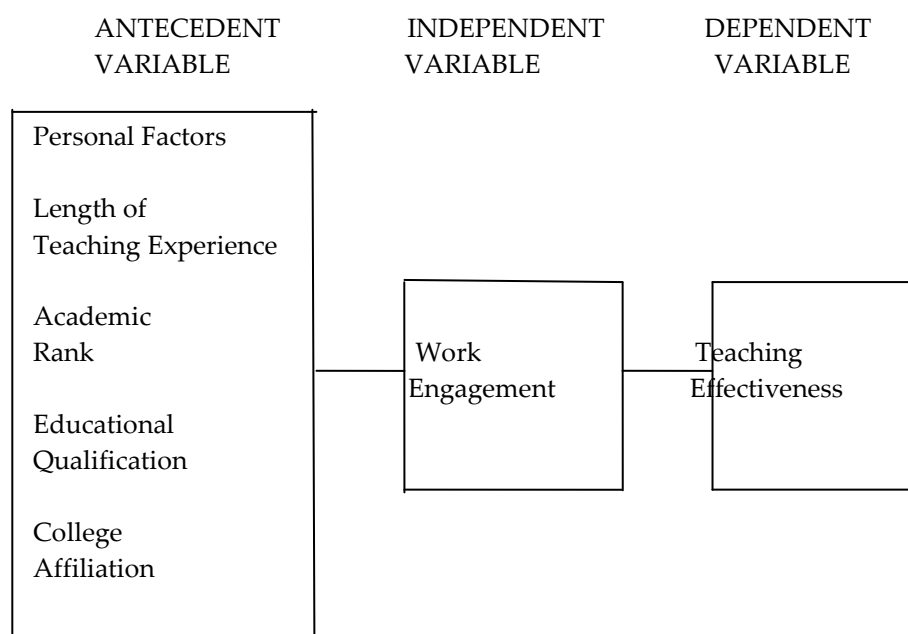 ANTECEDENT
VARIABLE
INDEPENDENT
VARIABLE
DEPENDENT
VARIABLE
Personal Factors
Length of
Teaching Experience
Academic
Rank
Educational
Qualification
College
Affiliation
Work
Engagement
Teaching
Effectiveness